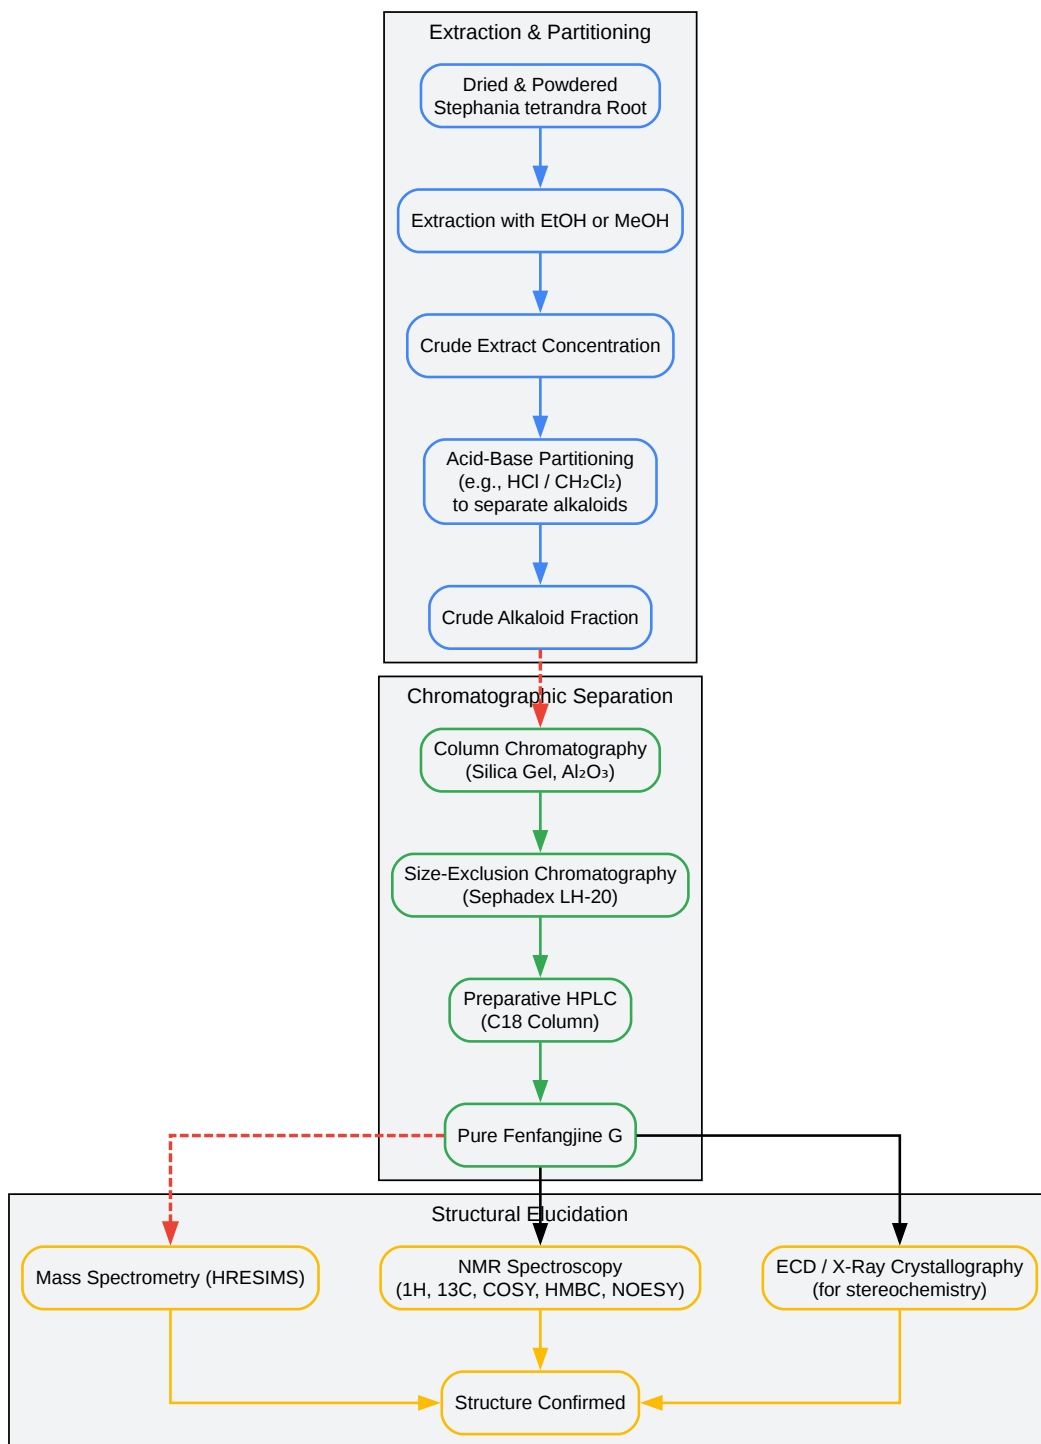 Extraction & Partitioning
Dried & Powdered
Stephania tetrandra Root
Extraction with EtOH or MeOH
Crude Extract Concentration
Acid-Base Partitioning
(e.g., HCl / CH₂Cl₂)
to separate alkaloids
Crude Alkaloid Fraction
Chromatographic Separation
Column Chromatography
(Silica Gel, Al₂O₃)
Size-Exclusion Chromatography
(Sephadex LH-20)
Preparative HPLC
(C18 Column)
Pure Fenfangjine G
Structural Elucidation
Mass Spectrometry (HRESIMS)
NMR Spectroscopy
(1H, 13C, COSY, HMBC, NOESY)
ECD / X-Ray Crystallography
(for stereochemistry)
Structure Confirmed